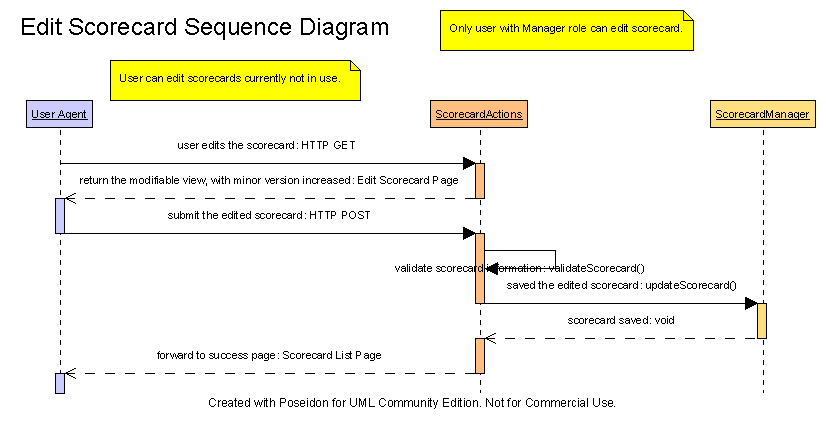 Edit Scorecard Sequence Diagram
Only user with Manager role can edit scorecard.
User can edit scorecards currently not in use.
User Agent
ScorecardActions
ScorecardManager
user edits the scorecard: HTTP GET
return the modifiable view, with minor version increased: Edit Scorecard Page
submit the edited scorecard: HTTP POST
validate scorecard information: validateScorecard()
saved the edited scorecard: updateScorecard()
scorecard saved: void
forward to success page: Scorecard List Page
Created with Poseidon for UML Community Edition. Not for Commercial Use.